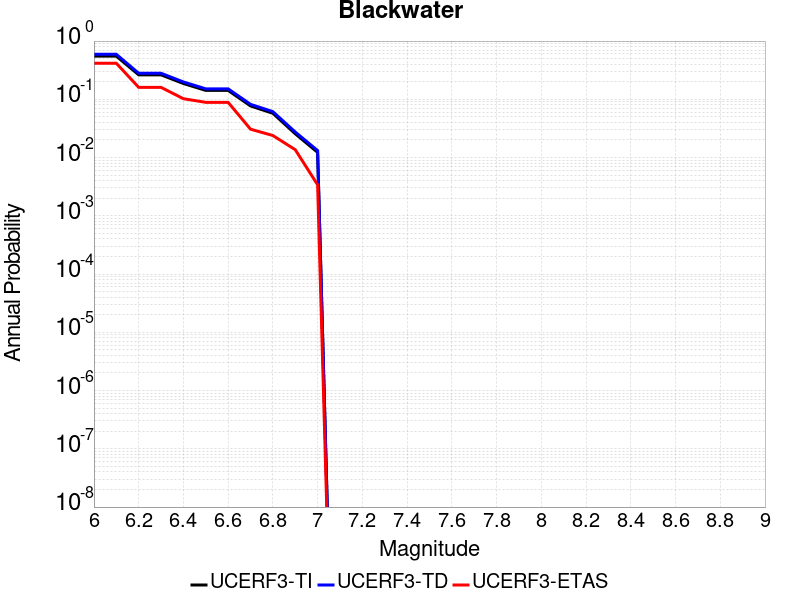 Blackwater
Annual Probability
10^0
10^-1
10^-2
10^-3
10^-4
10^-5
10^-6
10^-7
10^-8
6 6.2 6.4 6.6 6.8 7 7.2 7.4 7.6 7.8 8 8.2 8.4 8.6 8.8 9
Magnitude
UCERF3-TI UCERF3-TD UCERF3-ETAS